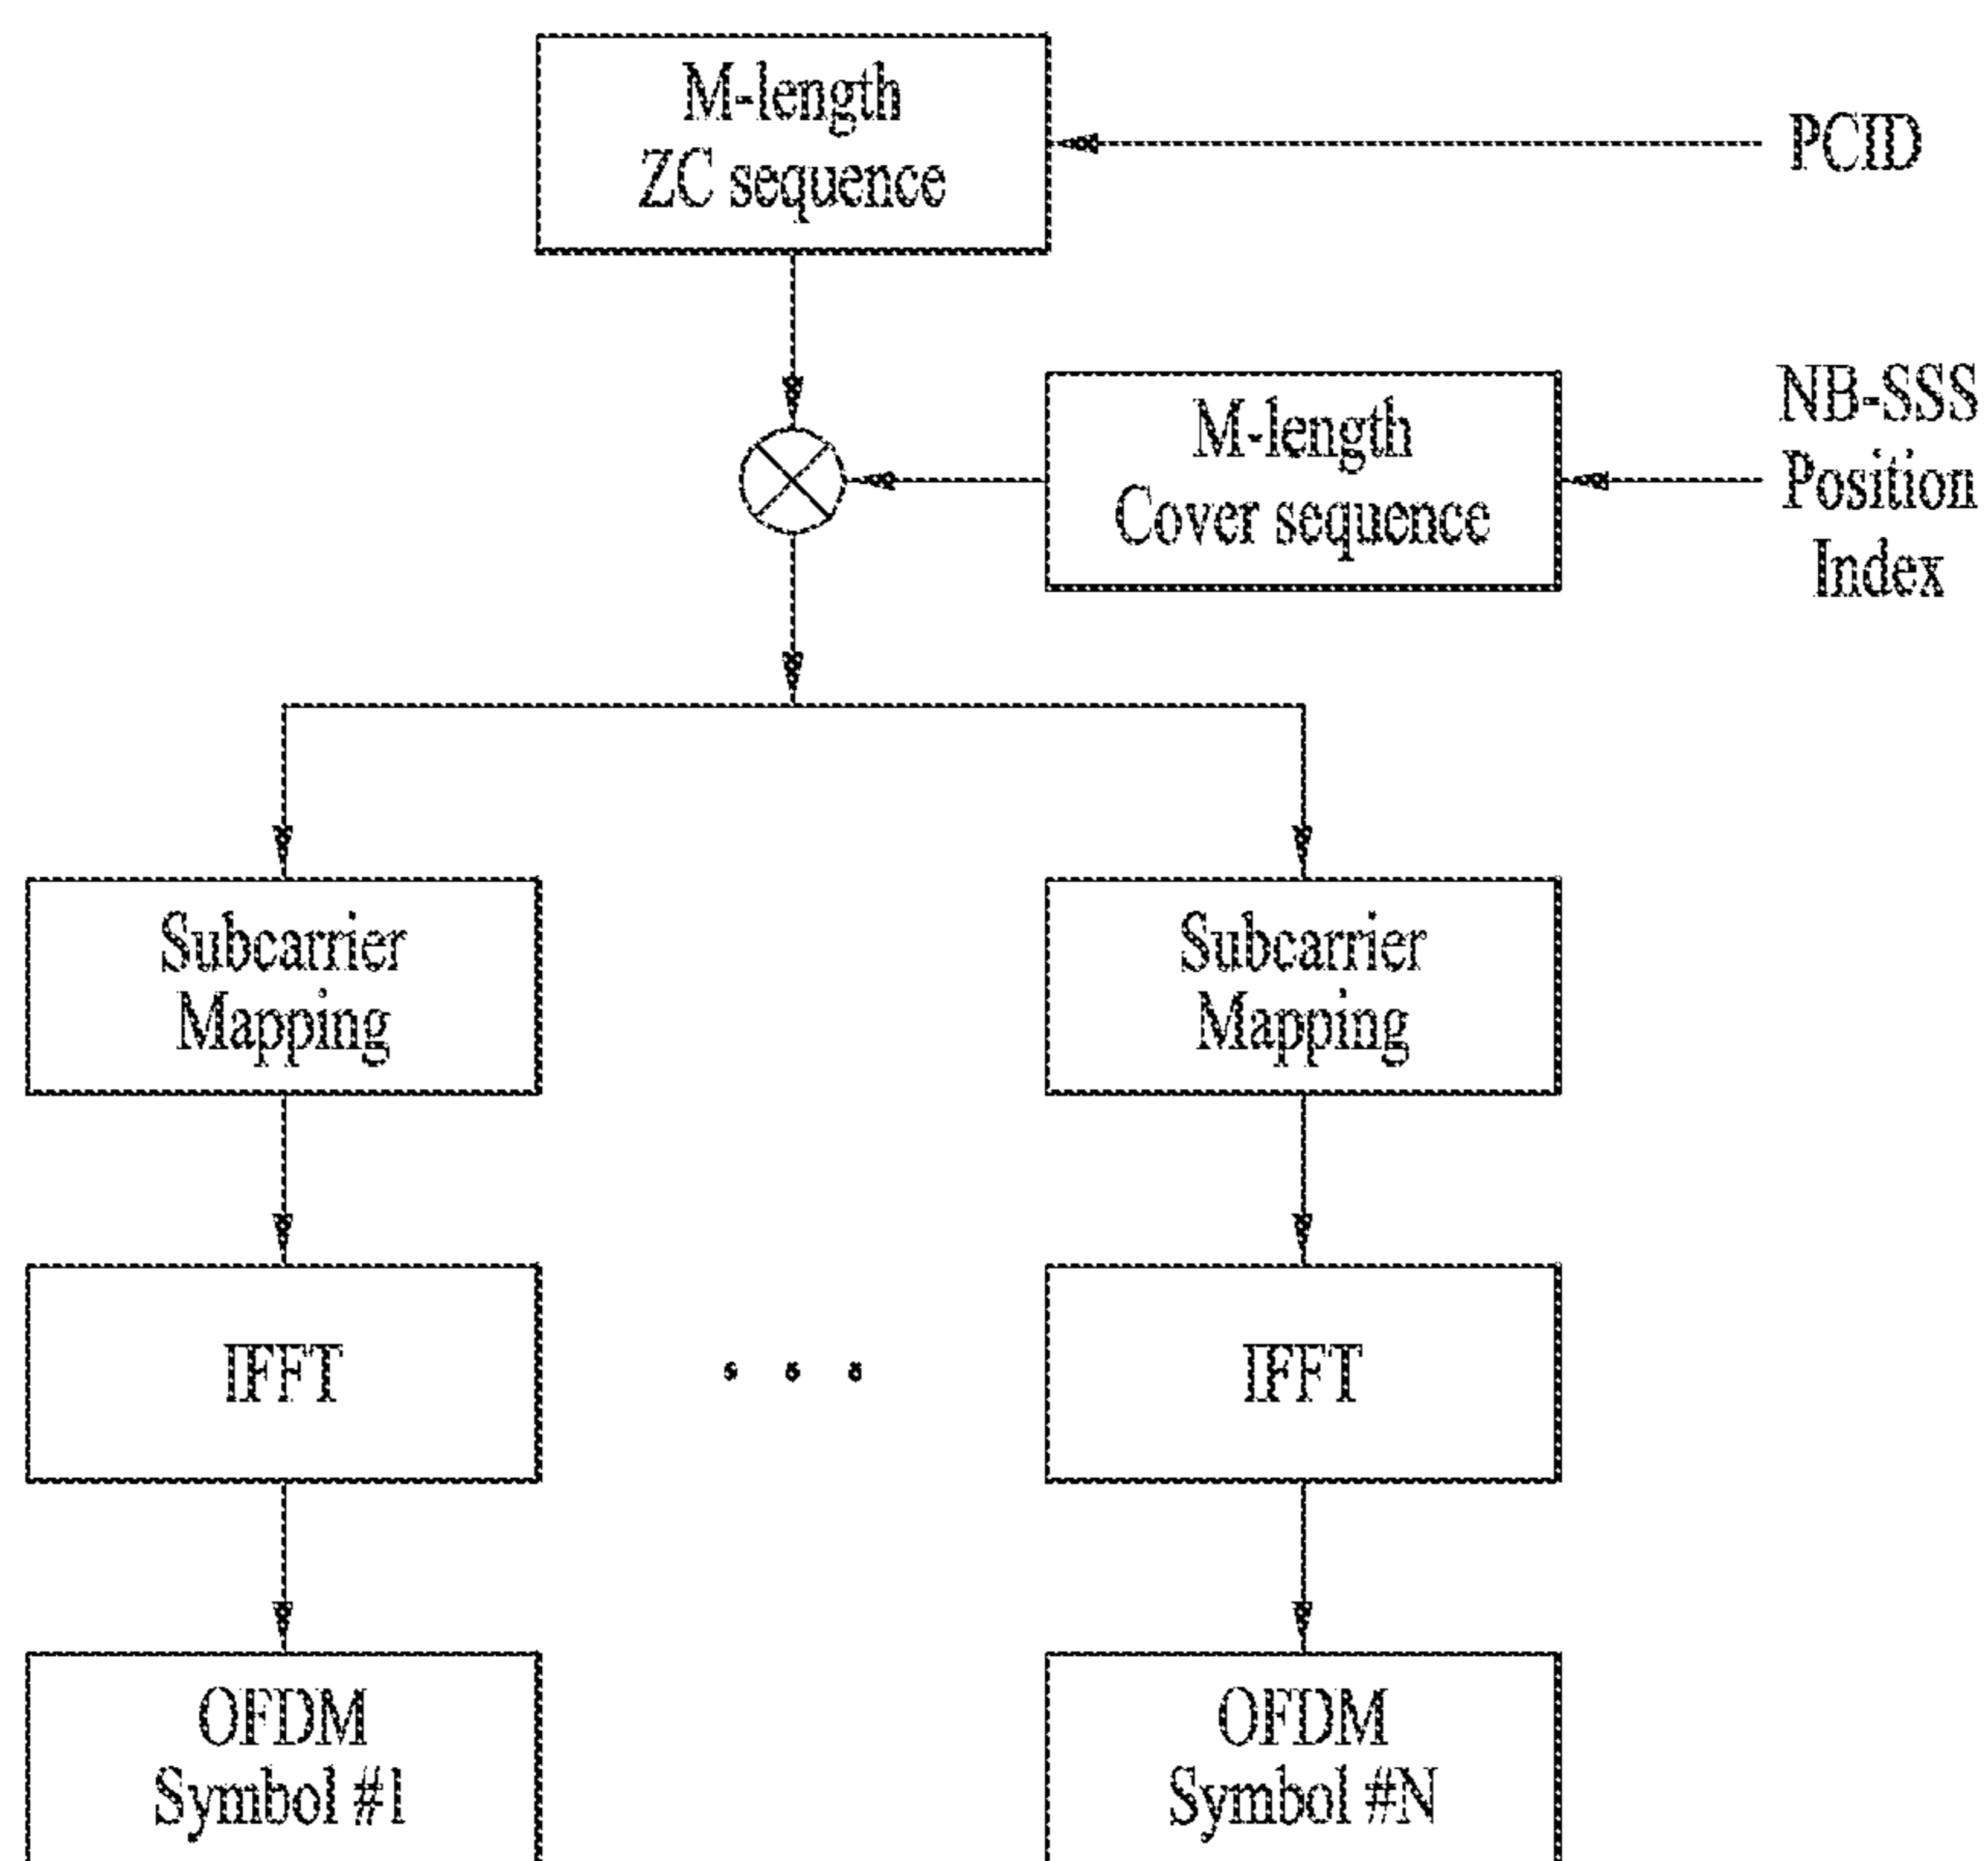 M-length
ZC sequence
PCID
M-length
Cover sequence
NB-SSS
Position
Index
Subcarrier
Mapping
Subcarrier
Mapping
IFFT
IFFT
OFDM
Symbol #1
OFDM
Symbol #N